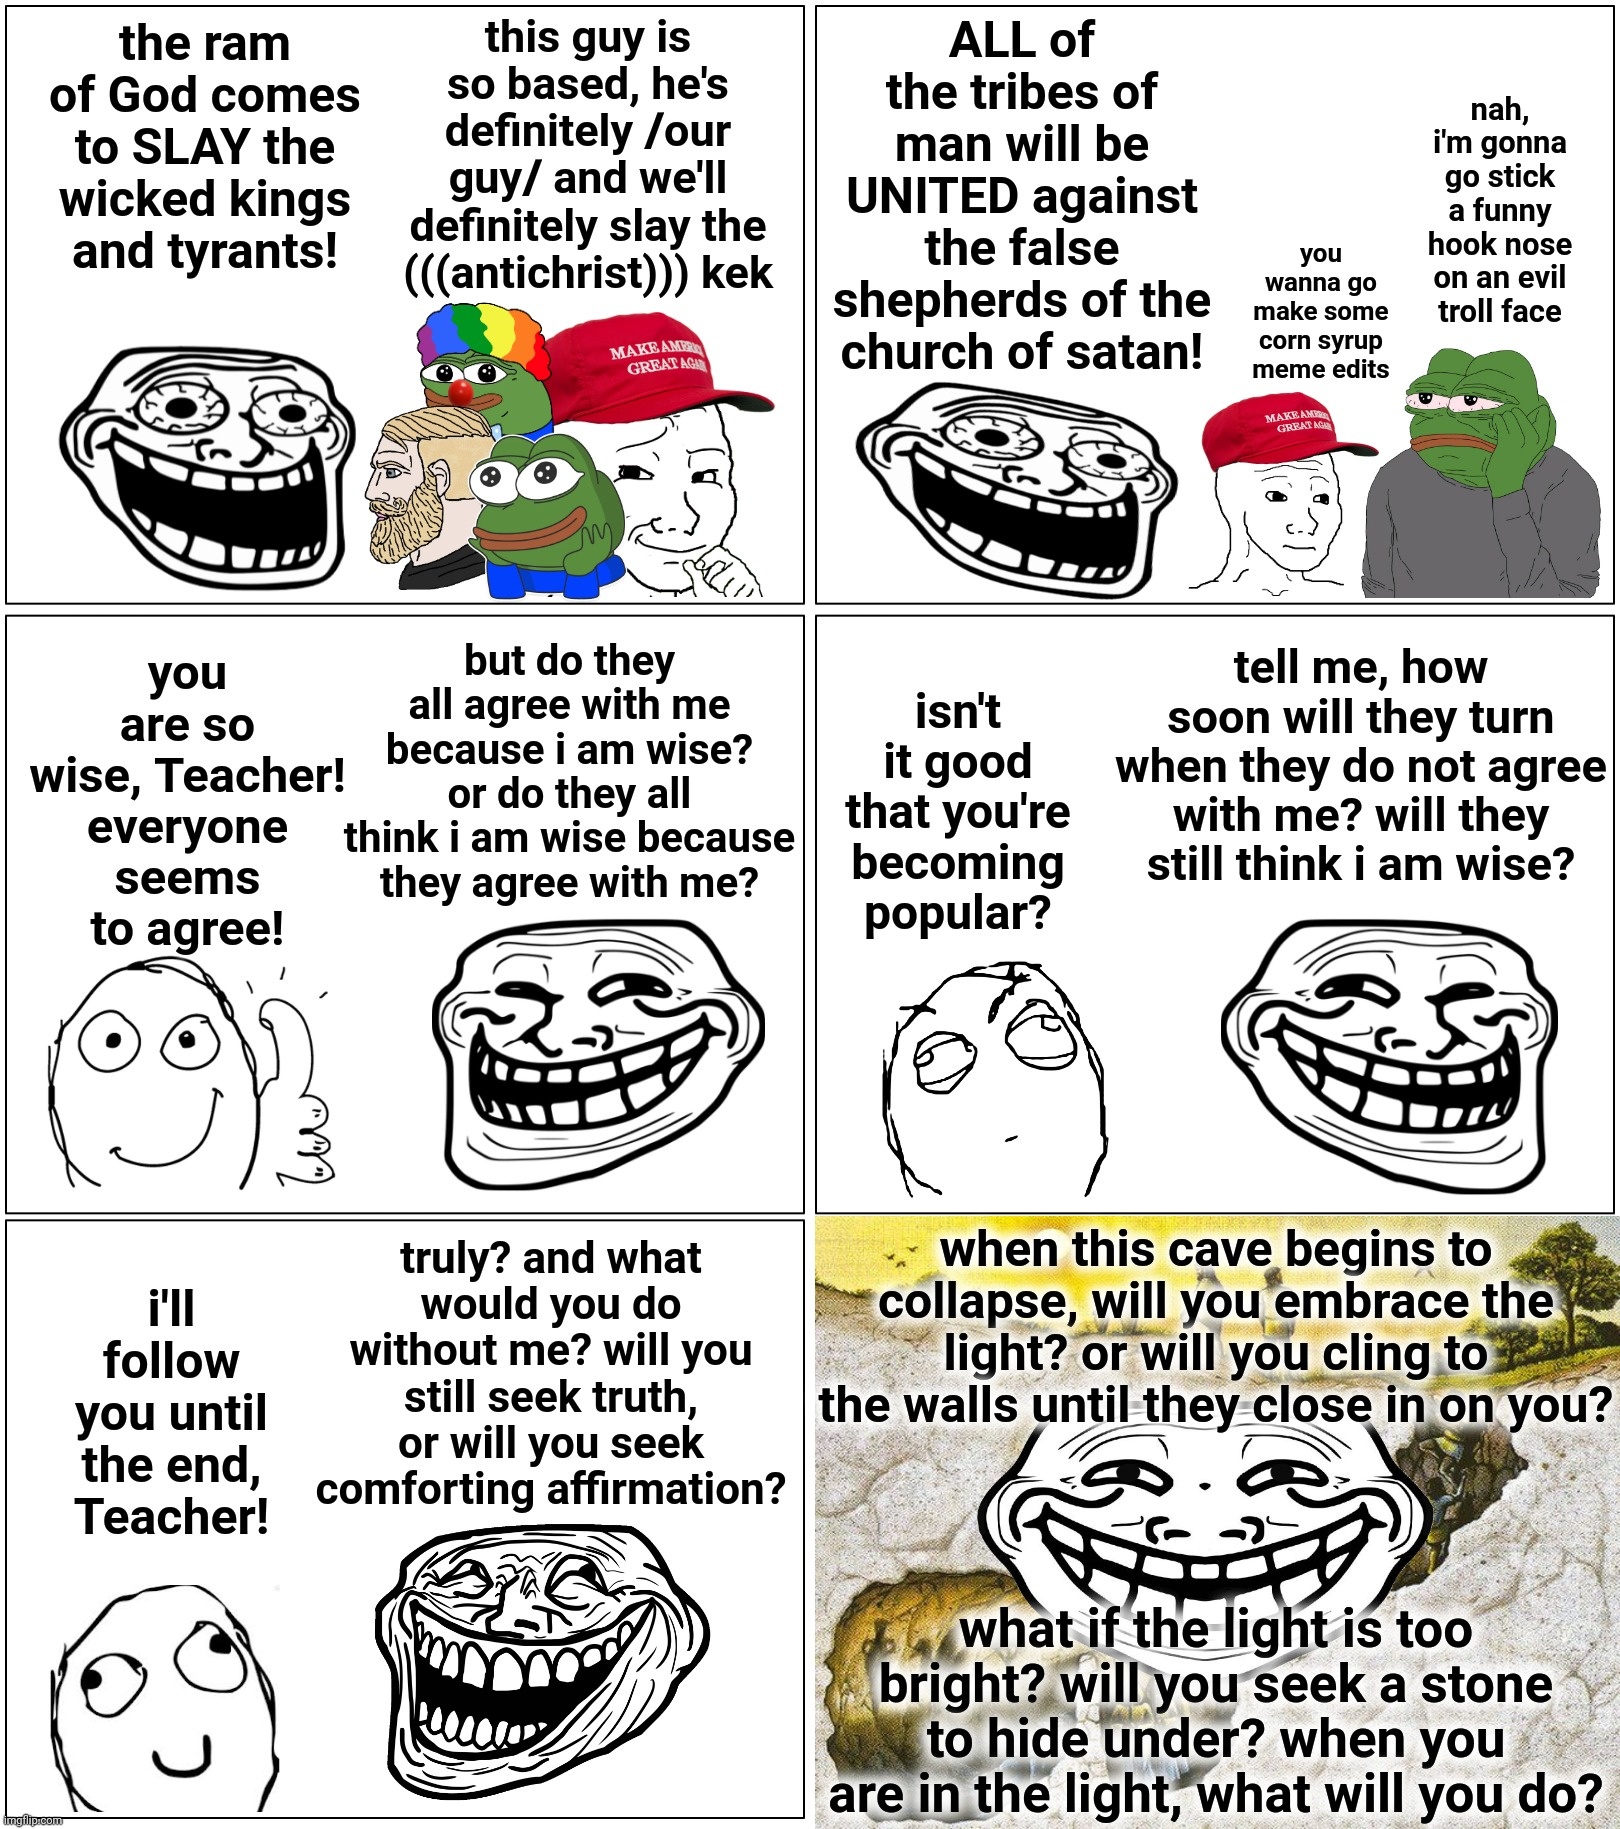 the ram
of God comes
to SLAY the
wicked kings
and tyrants!
this guy is
so based, he's
definitely /our
guy/ and we'll
definitely slay the
(((antichrist))) kek
MAKE AMERICA
GREAT AGAIN
ALL of
the tribes of
man will be
UNITED against
the false
shepherds of the
church of satan!
you
wanna go
make some
corn syrup
meme edits
MAKE AMERICA
GREAT AGAIN
nah,
i'm gonna
go stick
a funny
hook nose
on an evil
troll face
you
are so
wise, Teacher!
everyone
seems
to agree!
but do they
all agree with me
because i am wise?
or do they all
think i am wise because
they agree with me?
isn't
it good
that you're
becoming
popular?
tell me, how
soon will they turn
when they do not agree
with me? will they
still think i am wise?
i'll
follow
you until
the end,
Teacher!
truly? and what
would you do
without me? will you
still seek truth,
or will you seek
comforting affirmation?
when this cave begins to
collapse, will you embrace the
light? or will you cling to
the walls until they close in on you?
what if the light is too
bright? will you seek a stone
to hide under? when you
are in the light, what will you do?
imgflip.com